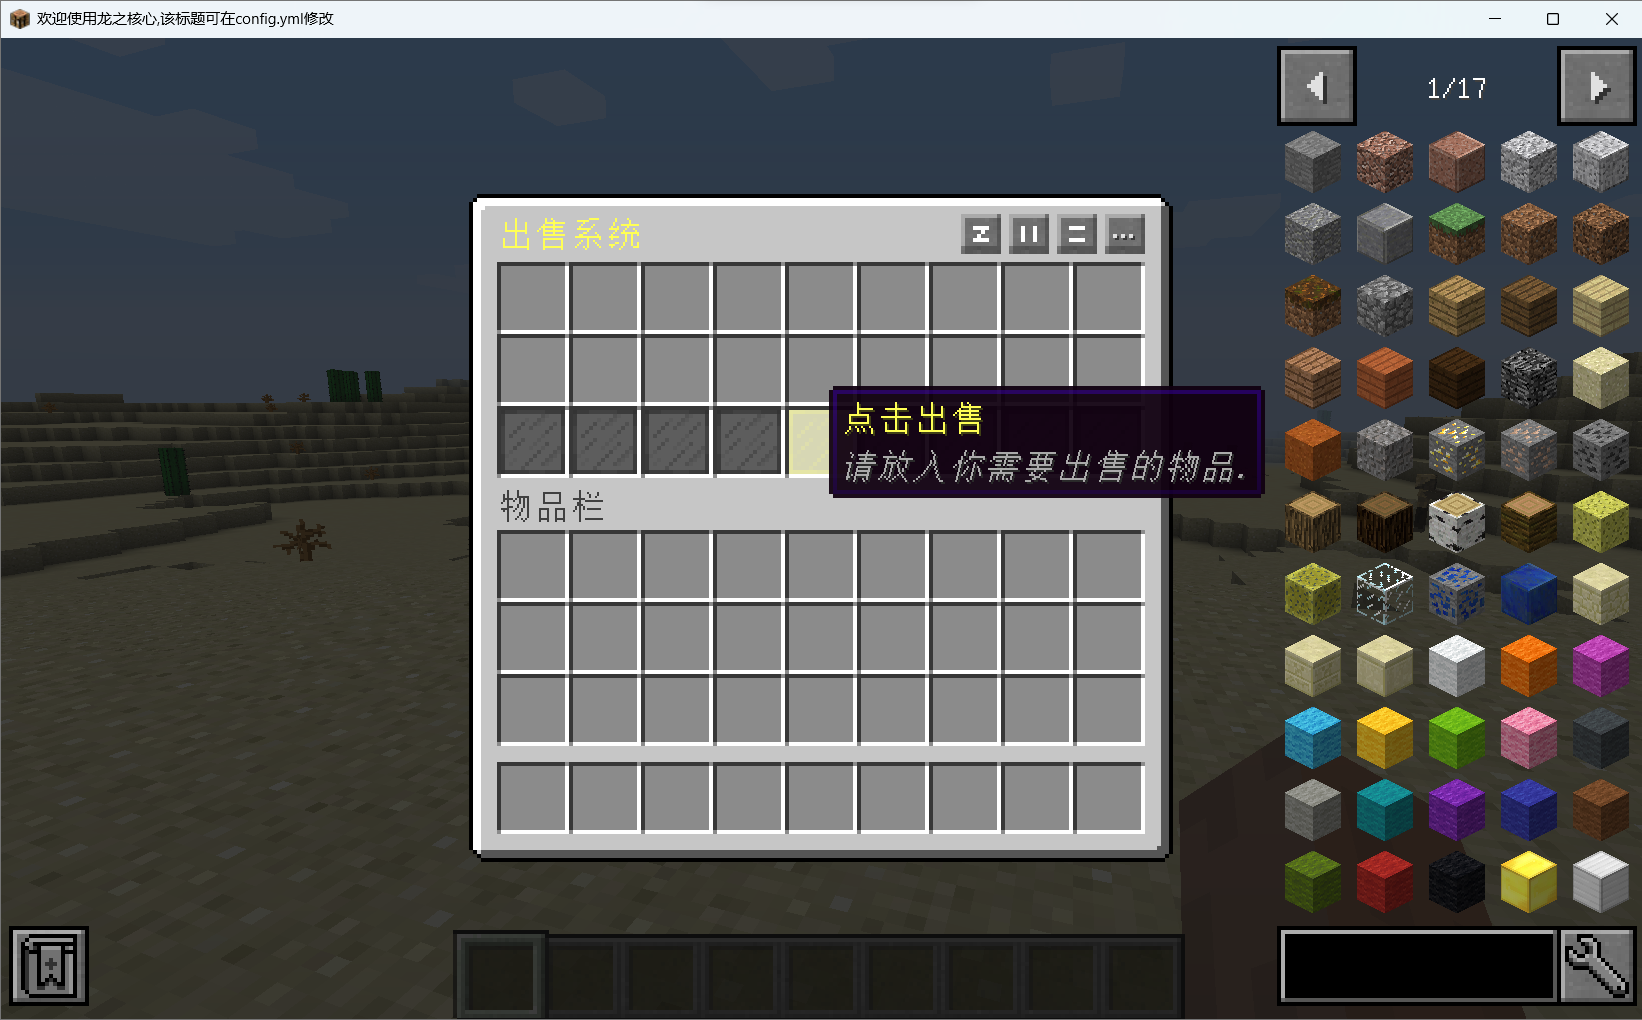 欢迎使用龙之核心,该标题可在config.yml修改
1/17
出售系统
点击出售
请放入你需要出售的物品.
物品栏